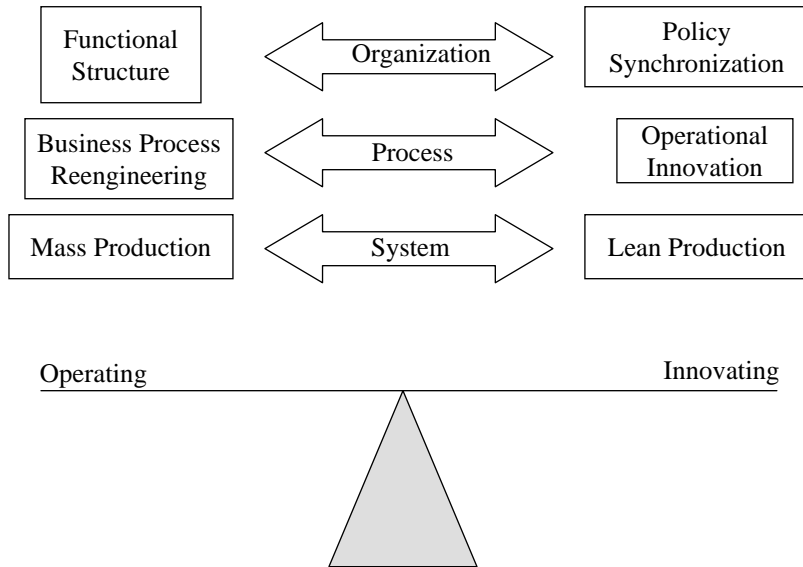 Functional
Structure
Organization
Policy
Synchronization
Business Process
Reengineering
Process
Operational
Innovation
Mass Production
System
Lean Production
Operating
Innovating